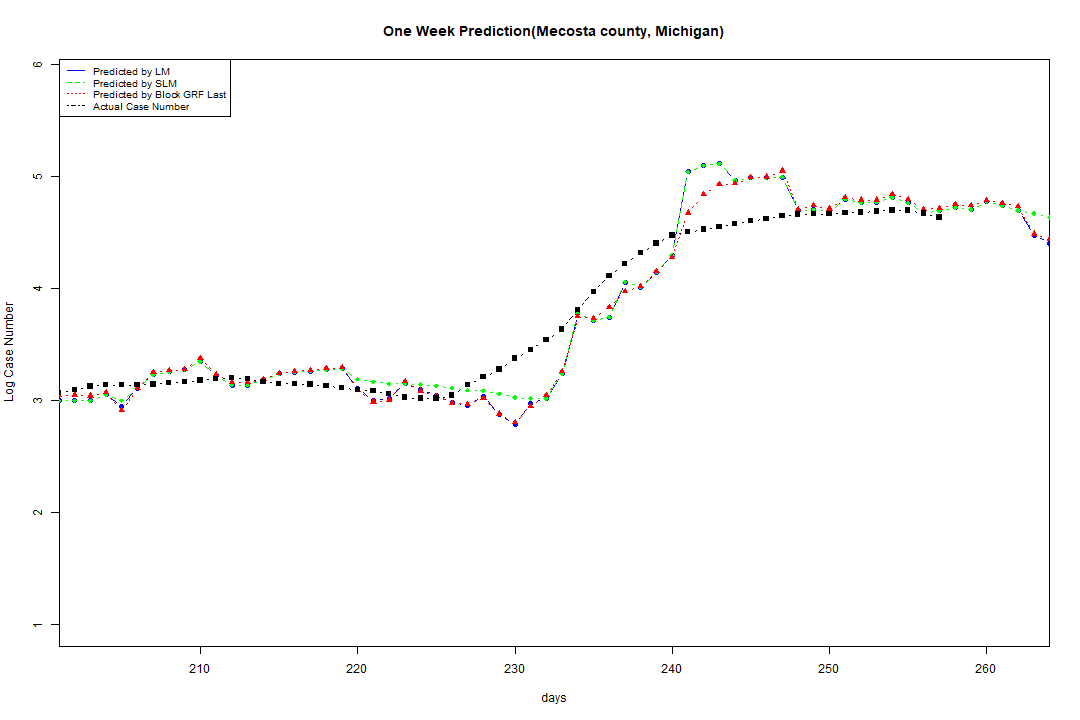 One Week Prediction(Mecosta county, Michigan)
Predicted by LM
Predicted by SLM
Predicted by Block GRF Last
Actual Case Number
6
5
4
3
2
1
Log Case Number
210 220 230 240 250 260
days